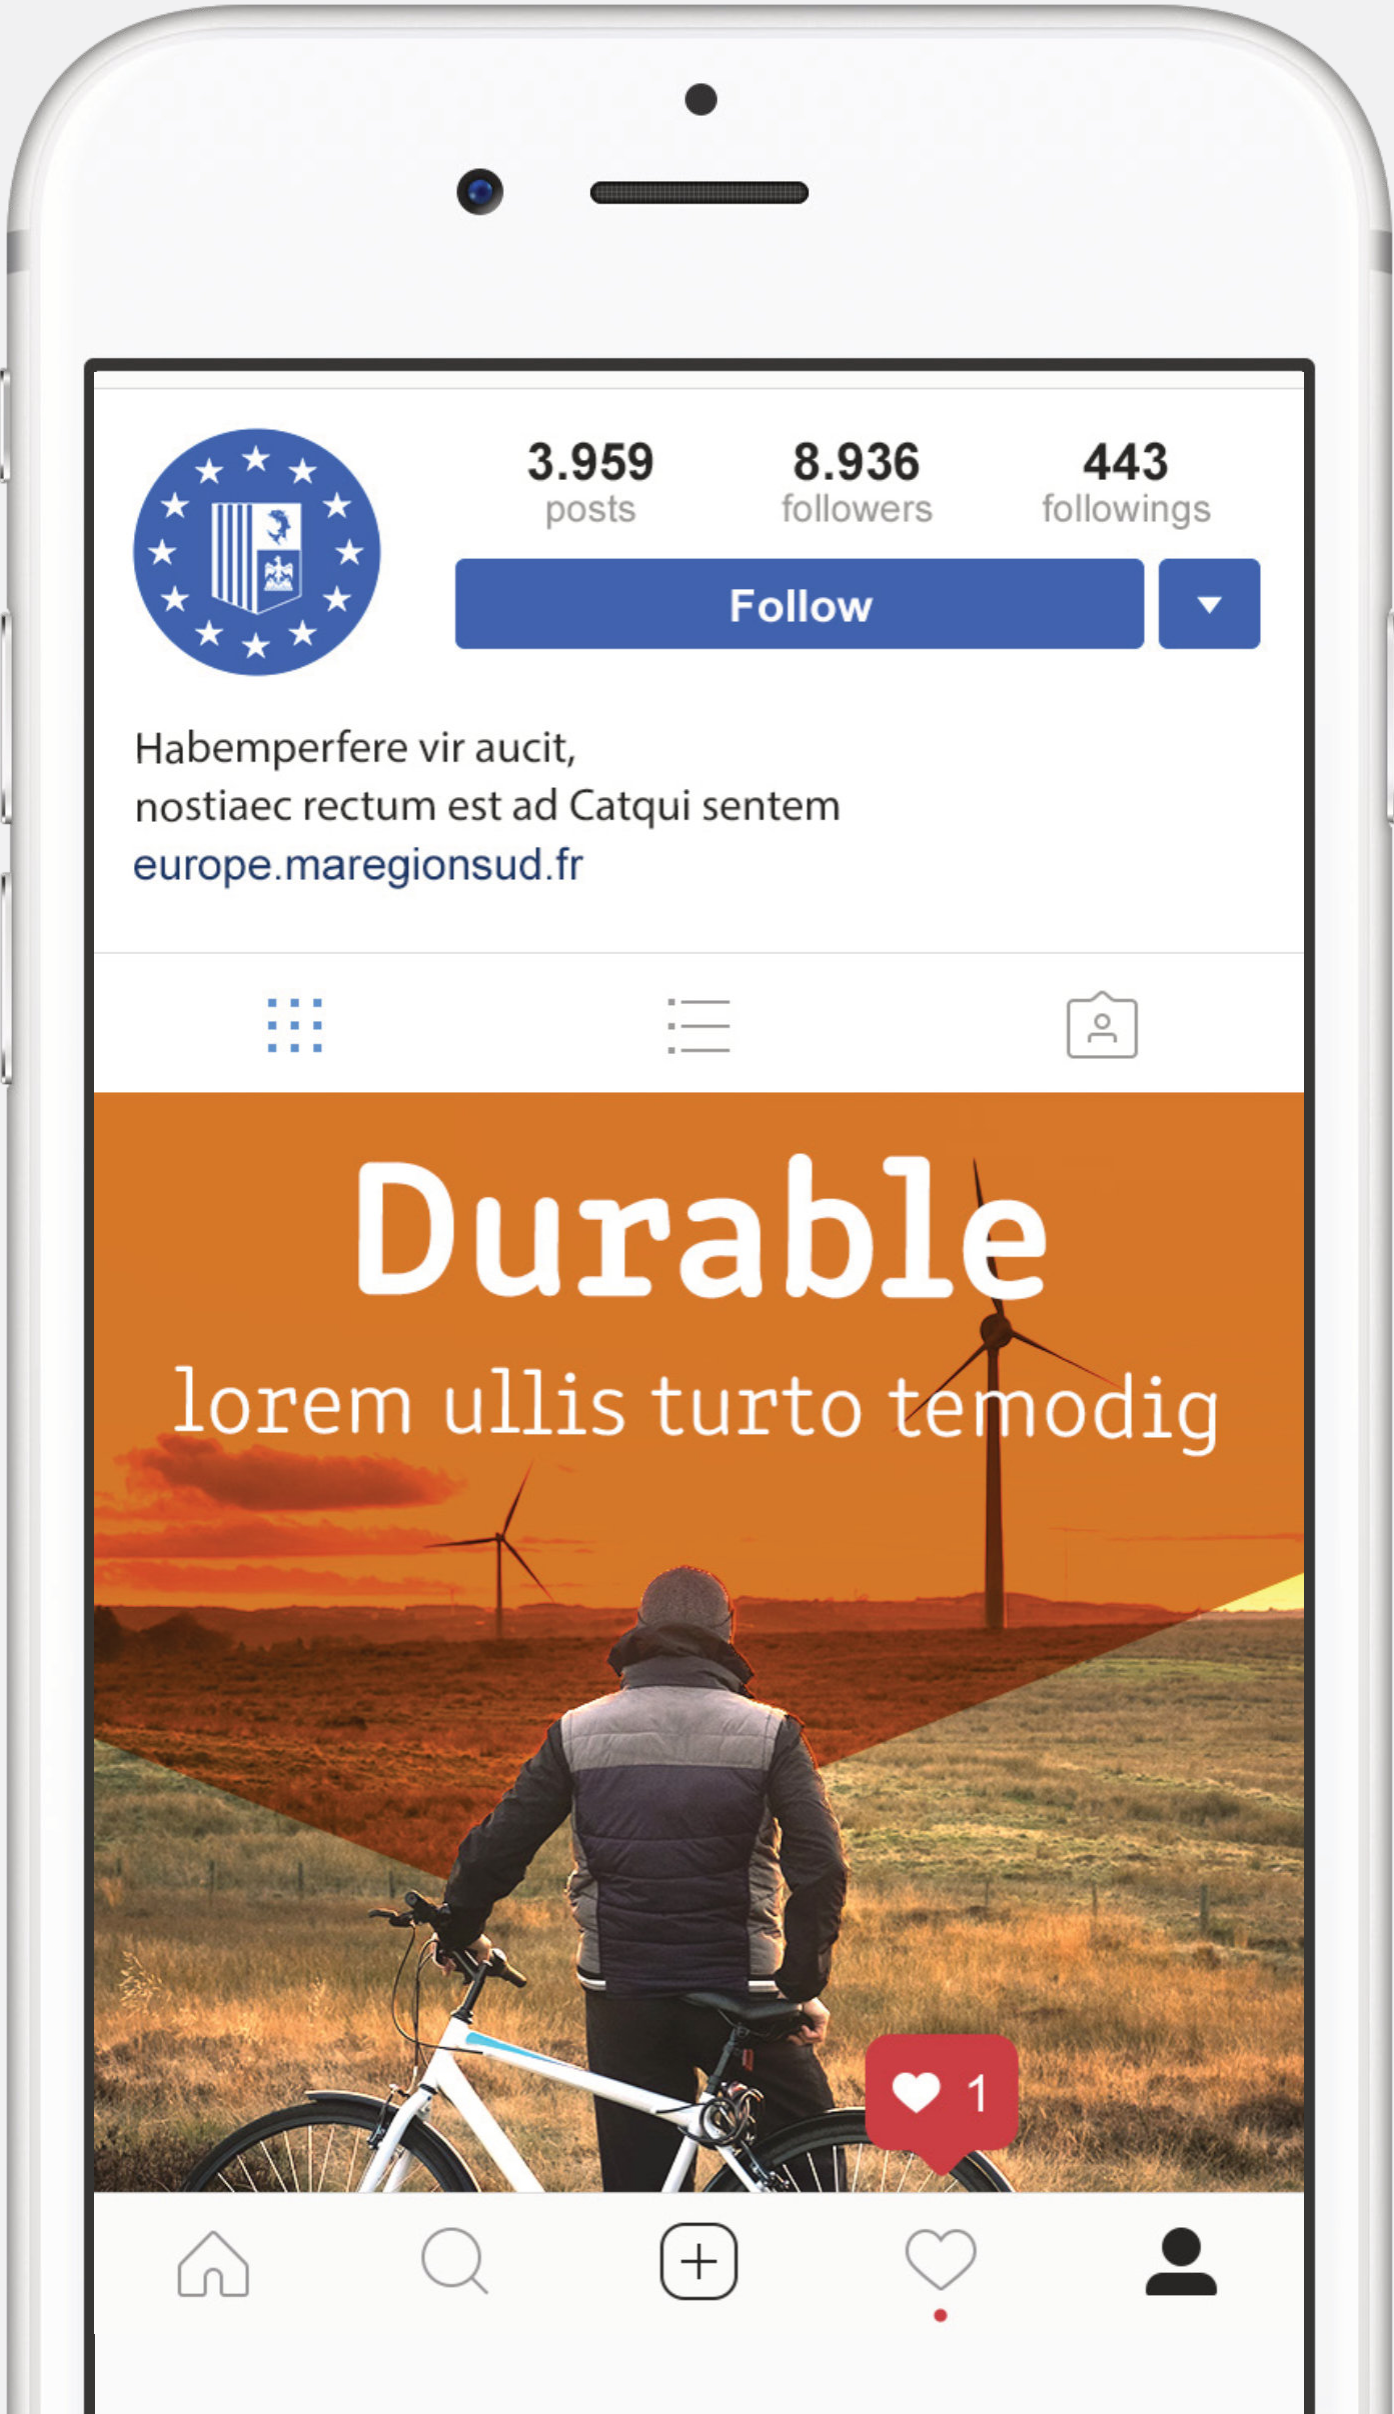 3.959 8.936 443
posts followers followings
Follow
Habemperfere vir aucit,
nostiaec rectum est ad Catqui sentem
europe.maregionsud.fr
Durable
lorem ullis turto temodig
1